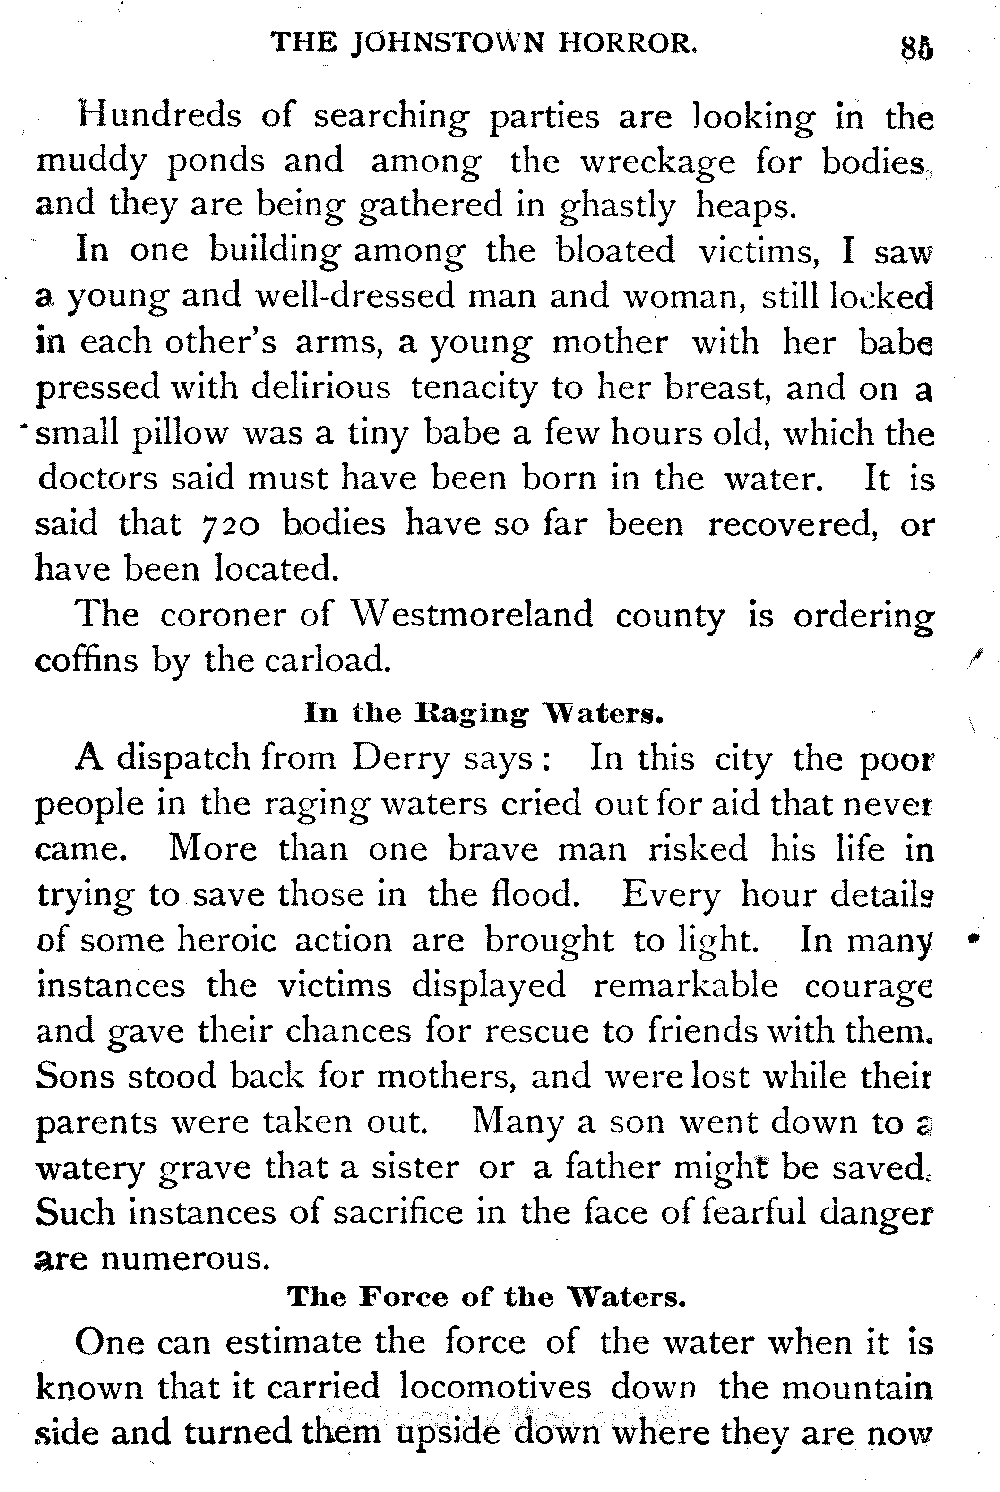 THE JOHNSTOWN HORROR. 85
Hundreds of searching parties are looking in the
muddy ponds and among the wreckage for bodies,
and they are being gathered in ghastly heaps.
In one building among the bloated victims, I saw
a young and well-dressed man and woman, still locked
in each other's arms, a young mother with her babe
pressed with delirious tenacity to her breast, and on a
small pillow was a tiny babe a few hours old, which the
doctors said must have been born in the water. It is
said that 720 bodies have so far been recovered, or
have been located.
The coroner of Westmoreland county is ordering
coffins by the carload.
In the Raging Waters.
A dispatch from Derry says: In this city the poor
people in the raging waters cried out for aid that never
came. More than one brave man risked his life in
trying to save those in the flood. Every hour details
of some heroic action are brought to light. In many
instances the victims displayed remarkable courage
and gave their chances for rescue to friends with them.
Sons stood back for mothers, and were lost while their
parents were taken out. Many a son went down to a
watery grave that a sister or a father might be saved.
Such instances of sacrifice in the face of fearful danger
are numerous.
The Force of the Waters.
One can estimate the force of the water when it is
known that it carried locomotives down the mountain
side and turned them upside down where they are now